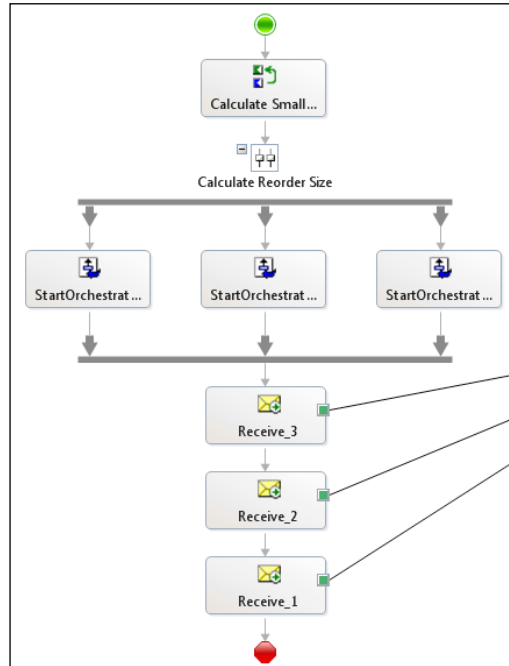 Calculate Small...
Calculate Reorder Size
StartOrchestrat ...
StartOrchestrat ...
StartOrchestrat ...
Receive_3
Receive_2
Receive_1